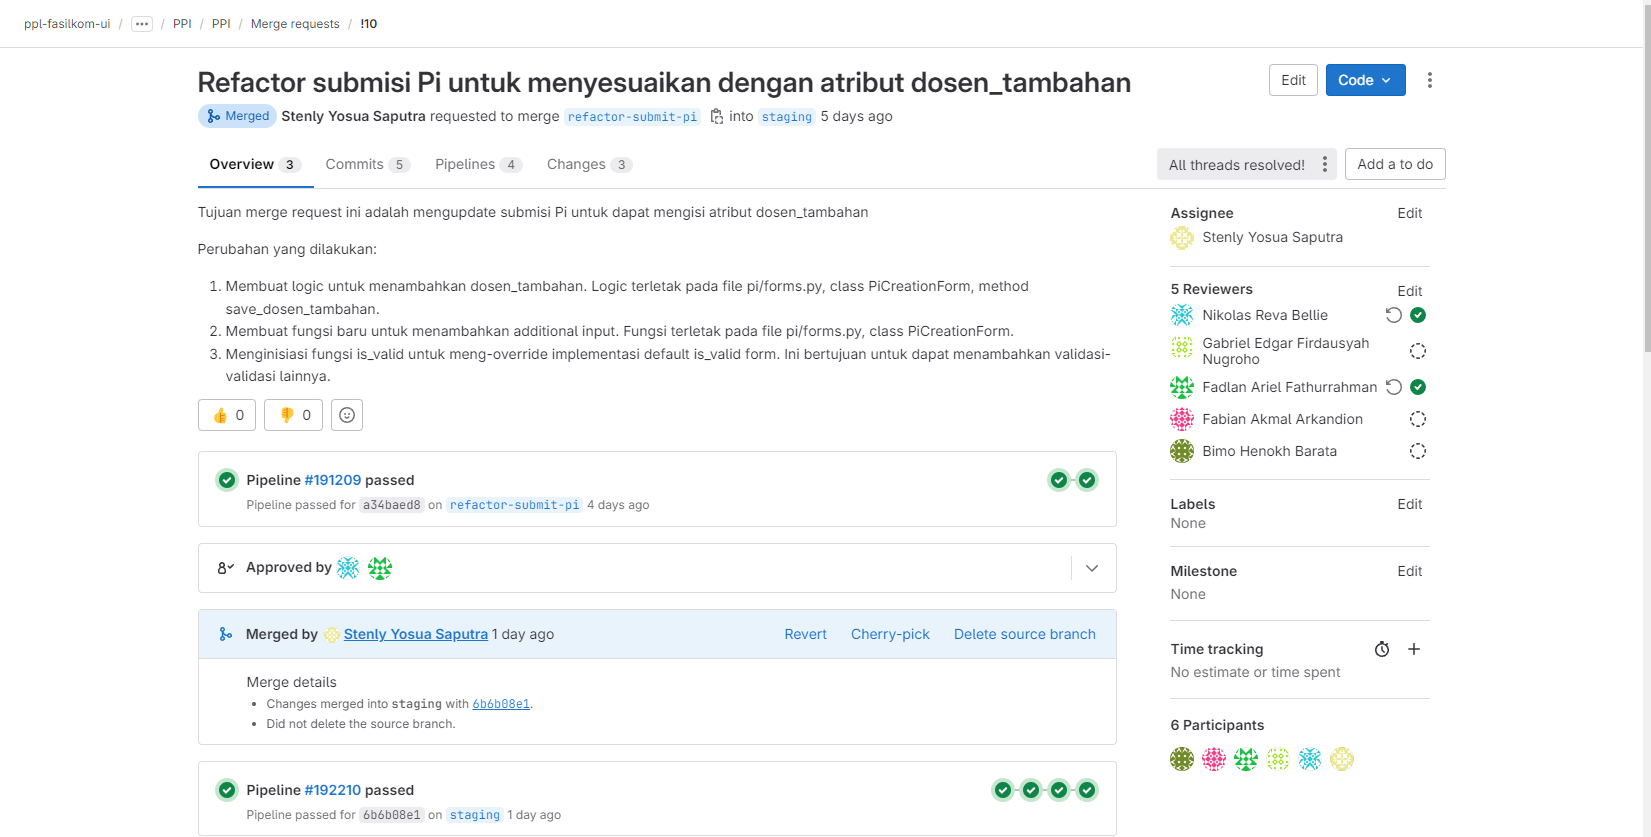 ppl-fasilkom-ui / ••• / PPI / PPI / Merge requests / !10
Refactor submisi Pi untuk menyesuaikan dengan atribut dosen_tambahan
Edit
Code
Merged Stenly Yosua Saputra requested to merge refactor-submit-pi into staging 5 days ago
Overview 3 Commits 5 Pipelines 4 Changes 3
All threads resolved!
Add a to do
Tujuan merge request ini adalah mengupdate submisi Pi untuk dapat mengisi atribut dosen_tambahan
Perubahan yang dilakukan:
1. Membuat logic untuk menambahkan dosen_tambahan. Logic terletak pada file pi/forms.py, class PiCreationForm, method
save_dosen_tambahan.
2. Membuat fungsi baru untuk menambahkan additional input. Fungsi terletak pada file pi/forms.py, class PiCreationForm.
3. Menginisiasi fungsi is_valid untuk meng-override implementasi default is_valid form. Ini bertujuan untuk dapat menambahkan validasi-
validasi lainnya.
👍 0 👎 0
Pipeline #191209 passed
Pipeline passed for a34baed8 on refactor-submit-pi 4 days ago
Approved by
Merged by Stenly Yosua Saputra 1 day ago
Revert Cherry-pick Delete source branch
Merge details
• Changes merged into staging with 6b6b08e1.
• Did not delete the source branch.
Pipeline #192210 passed
Pipeline passed for 6b6b08e1 on staging 1 day ago
Assignee Edit
Stenly Yosua Saputra
5 Reviewers Edit
Nikolas Reva Bellie
Gabriel Edgar Firdausyah
Nugroho
Fadlan Ariel Fathurrahman
Fabian Akmal Arkandion
Bimo Henokh Barata
Labels Edit
None
Milestone Edit
None
Time tracking
No estimate or time spent
6 Participants